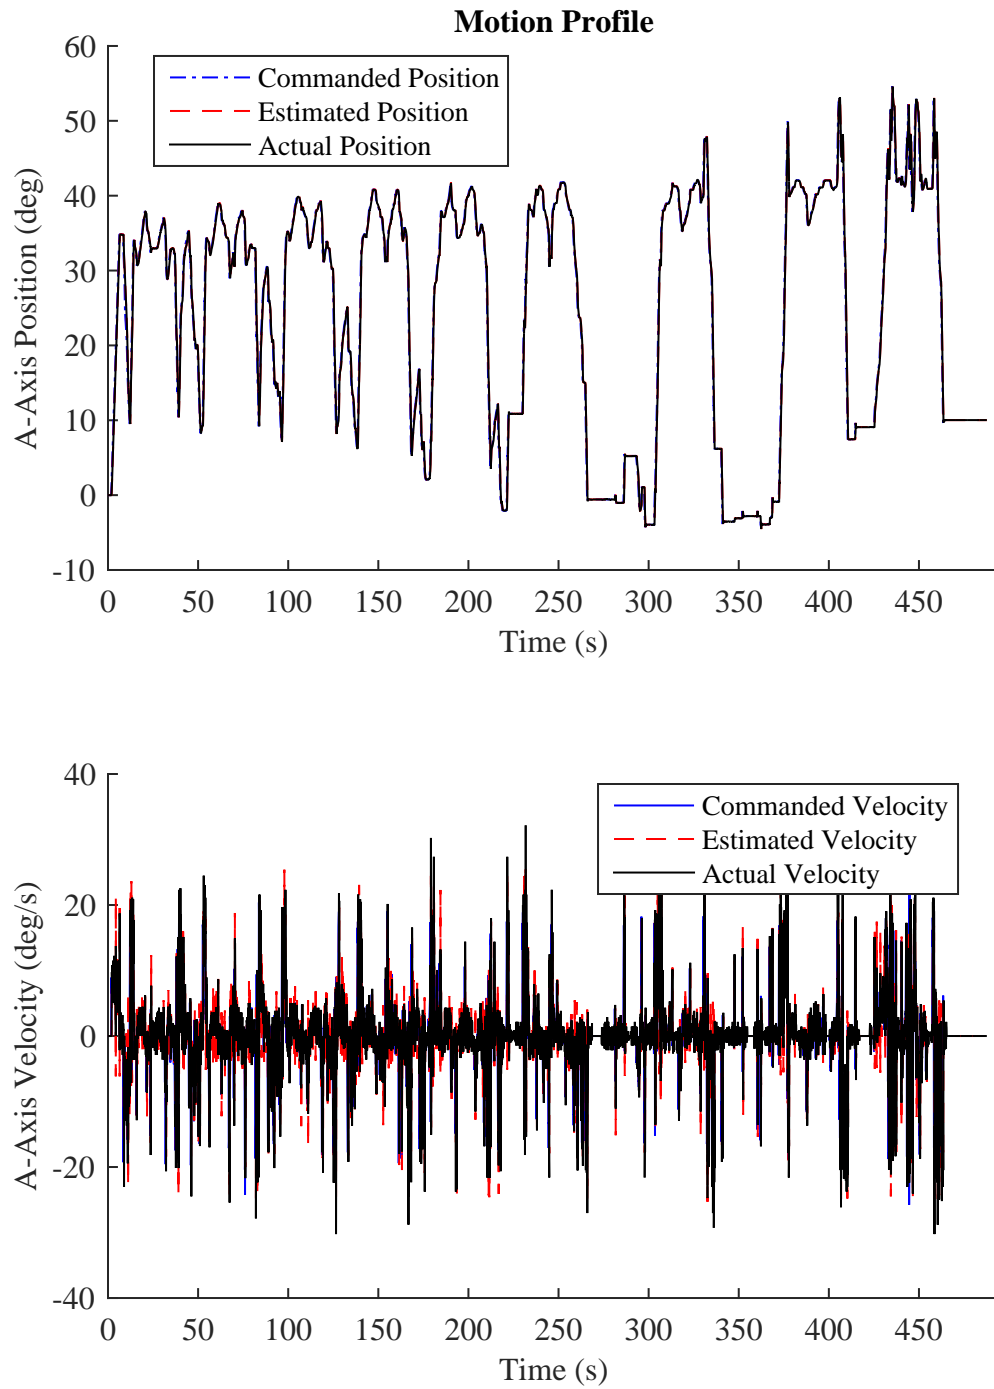 Motion Profile
60
50
40
30
20
10
0
-10
A-Axis Position (deg)
Commanded Position
Estimated Position
Actual Position
0 50 100 150 200 250 300 350 400 450
Time (s)
40
20
0
-20
-40
A-Axis Velocity (deg/s)
Commanded Velocity
Estimated Velocity
Actual Velocity
0 50 100 150 200 250 300 350 400 450
Time (s)